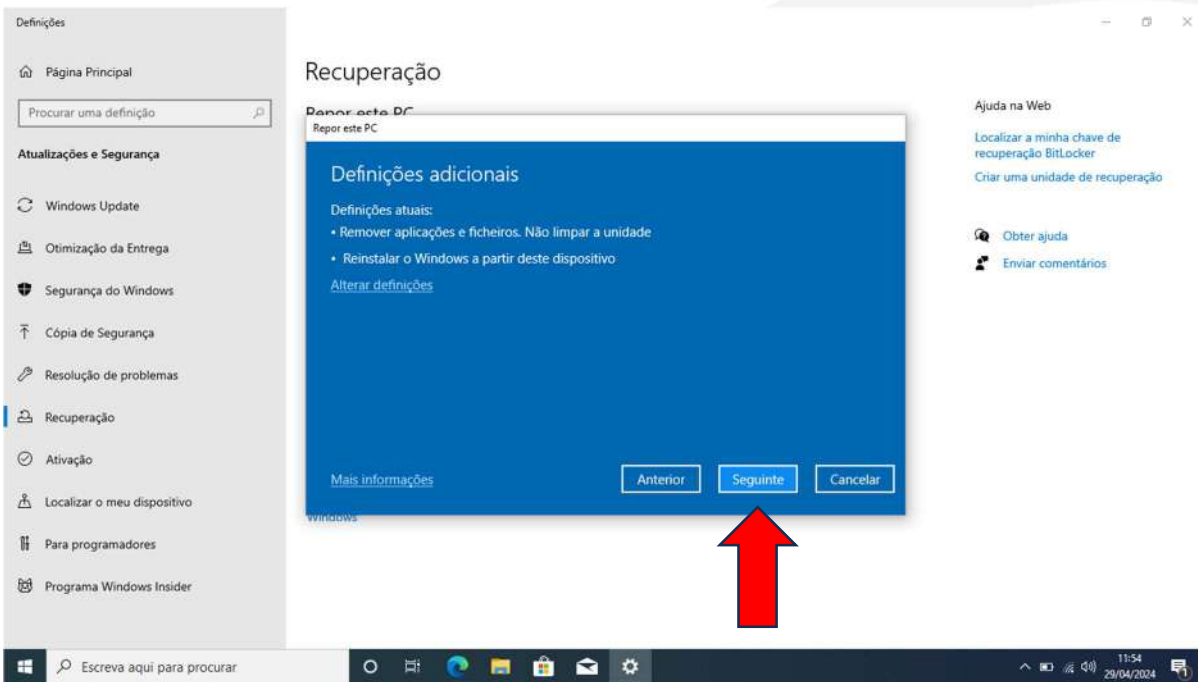 Definições
Página Principal
Procurar uma definição
Atualizações e Segurança
Windows Update
Otimização da Entrega
Segurança do Windows
Cópia de Segurança
Resolução de problemas
Recuperação
Ativação
Localizar o meu dispositivo
Para programadores
Programa Windows Insider
Recuperação
Repor este PC
Repor este PC
Definições adicionais
Definições atuais:
• Remover aplicações e ficheiros. Não limpar a unidade
• Reinstalar o Windows a partir deste dispositivo
Alterar definições
Mais informações
Anterior
Seguinte
Cancelar
Windows
Ajuda na Web
Localizar a minha chave de
recuperação BitLocker
Criar uma unidade de recuperação
Obter ajuda
Enviar comentários
Escreva aqui para procurar
11:54
29/04/2024